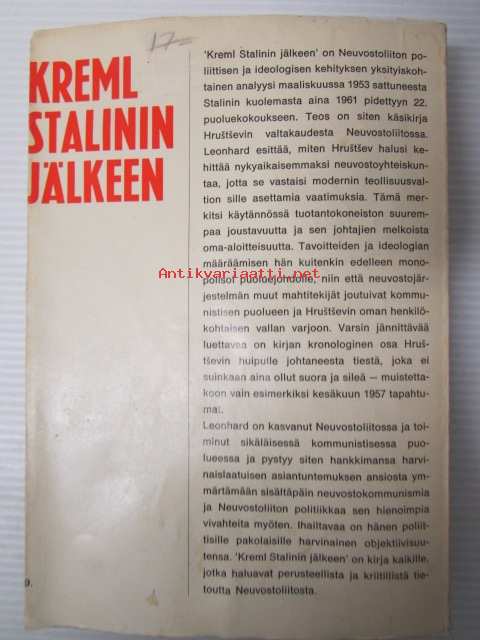 17-
KREML
STALININ
JÄLKEEN
'Kreml Stalinin jälkeen' on Neuvostoliiton po-
liittisen ja ideologisen kehityksen yksityiskoh-
tainen analyysi maaliskuussa 1953 sattuneesta
Stalinin kuolemasta aina 1961 pidettyyn 22.
puoluekokoukseen. Teos on siten käsikirja
Hruštševin valtakaudesta Neuvostoliitossa.
Leonhard esittää, miten Hruštšev halusi ke-
hittää nykyaikaisemmaksi neuvostoyhteiskun-
taa, jotta se vastaisi modernin teollisuusval-
tion sille asettamia vaatimuksia. Tämä mer-
kitsi käytännössä tuotantokoneiston suurem-
paa joustavuutta ja sen johtajien melkoista
oma-aloitteisuutta. Tavoitteiden ja ideologian
määräämisen hän kuitenkin edelleen mono-
polisoi puoluejohdolle, niin että neuvostojär-
jestelmän muut mahtitekijät joutuivat kommu-
nistisen puolueen ja Hruštševin oman henkilö-
kohtaisen vallan varjoon. Varsin jännittävää
luettavaa on kirjan kronologinen osa Hruš-
tševin huipulle johtaneesta tiestä, joka ei
suinkaan aina ollut suora ja sileä — muistetta-
koon vain esimerkiksi kesäkuun 1957 tapahtu-
mat.
Leonhard on kasvanut Neuvostoliitossa ja toi-
minut sikäläisessä kommunistisessa puo-
lueessa ja pystyy siten hankkimansa harvi-
naislaatuisen asiantuntemuksen ansiosta ym-
märtämään sisältäpäin neuvostokommunismia
ja Neuvostoliiton politiikkaa sen hienoimpia
vivahteita myöten. Ihailtavaa on hänen poliit-
tisille pakolaisille harvinainen objektiivisuu-
tensa. 'Kreml Stalinin jälkeen' on kirja kaikille,
jotka haluavat perusteellista ja kriitillistä tie-
toutta Neuvostoliitosta.
9.
Antikvariaatti.net